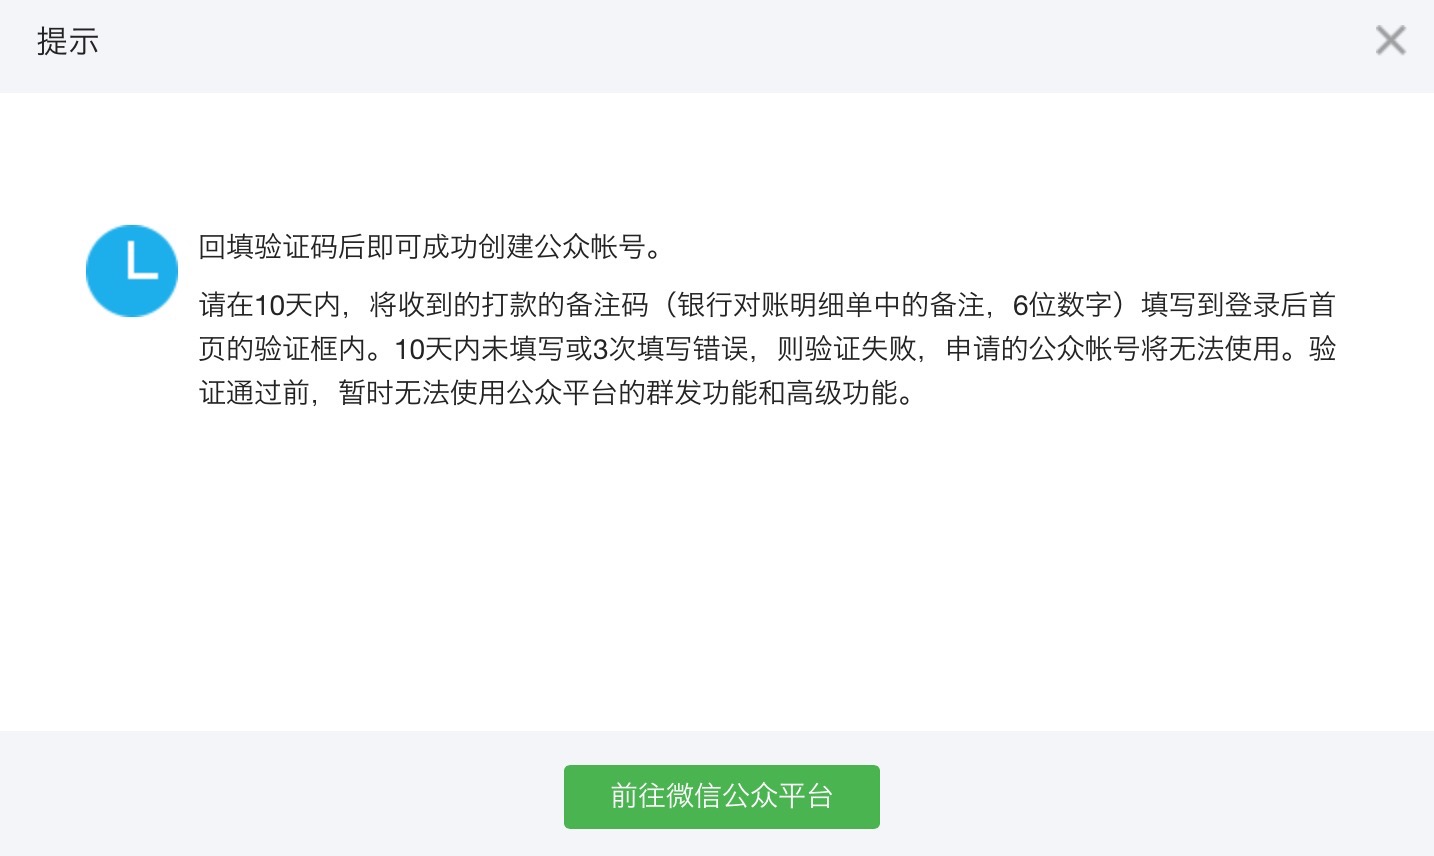 提示
回填验证码后即可成功创建公众帐号。
请在10天内，将收到的打款的备注码（银行对账明细单中的备注，6位数字）填写到登录后首
页的验证框内。10天内未填写或3次填写错误，则验证失败，申请的公众帐号将无法使用。验
证通过前，暂时无法使用公众平台的群发功能和高级功能。
前往微信公众平台